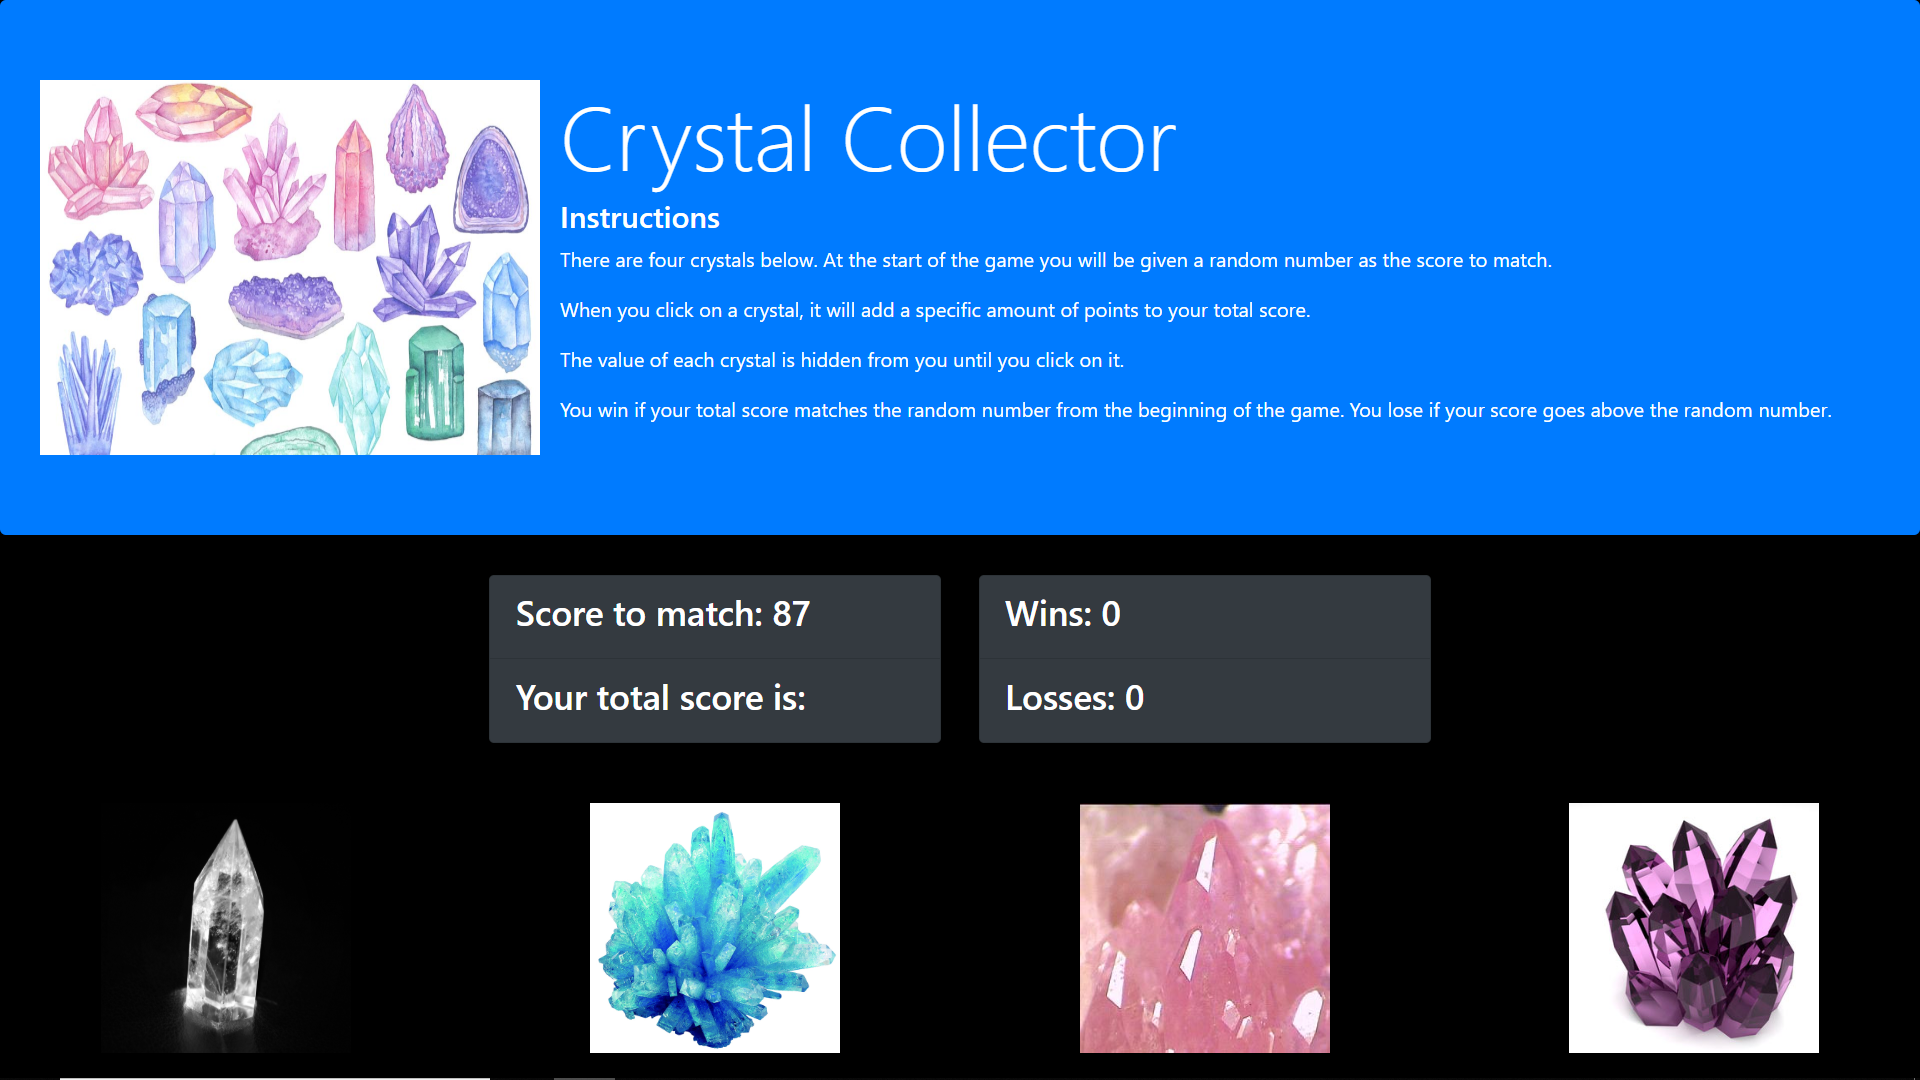 Crystal Collector
Instructions
There are four crystals below. At the start of the game you will be given a random number as the score to match.
When you click on a crystal, it will add a specific amount of points to your total score.
The value of each crystal is hidden from you until you click on it.
You win if your total score matches the random number from the beginning of the game. You lose if your score goes above the random number.
Score to match: 87
Your total score is:
Wins: 0
Losses: 0